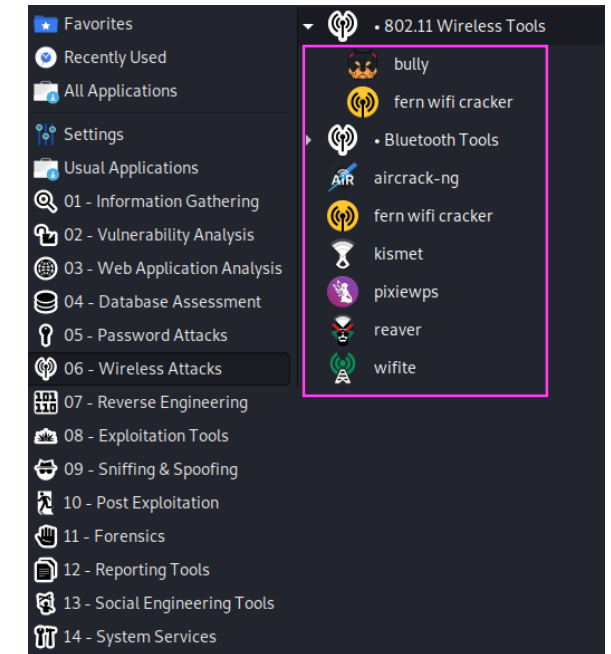 Favorites
Recently Used
All Applications
Settings
Usual Applications
01 - Information Gathering
02 - Vulnerability Analysis
03 - Web Application Analysis
04 - Database Assessment
05 - Password Attacks
06 - Wireless Attacks
07 - Reverse Engineering
08 - Exploitation Tools
09 - Sniffing & Spoofing
10 - Post Exploitation
11 - Forensics
12 - Reporting Tools
13 - Social Engineering Tools
14 - System Services
• 802.11 Wireless Tools
bully
fern wifi cracker
• Bluetooth Tools
AIR aircrack-ng
fern wifi cracker
kismet
pixiewps
reaver
wifite